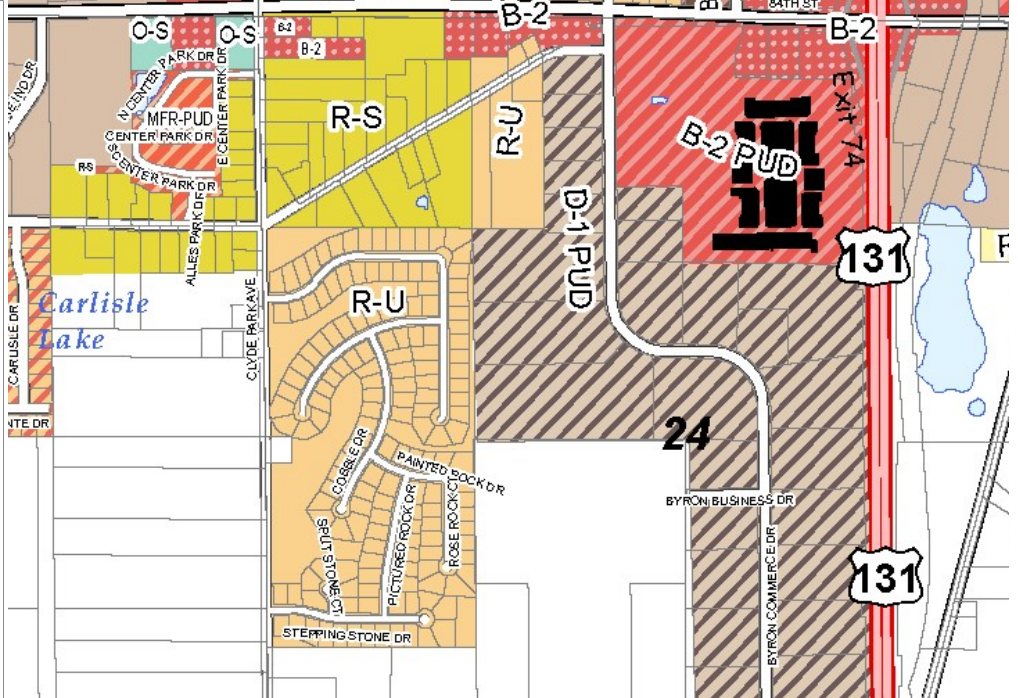 84TH ST
B-2
B-2
O-S
O-S
B-2
B-2
N CENTER PARK DR
E CENTER PARK DR
MFR-PUD
CENTER PARK DR
S CENTER PARK DR
R-S
ALLES PARK DR
R-S
R-U
B-2 PUD
Exit 74
D-1 PUD
131
Carlisle
Lake
CARLISLE DR
CLYDE PARK AVE
R-U
NTE DR
24
COBBLE DR
PAINTED ROCK DR
ROSE ROCK CT
PICTURED ROCK DR
SPLIT STONE CT
STEPPING STONE DR
BYRON BUSINESS DR
BYRON COMMERCE DR
131